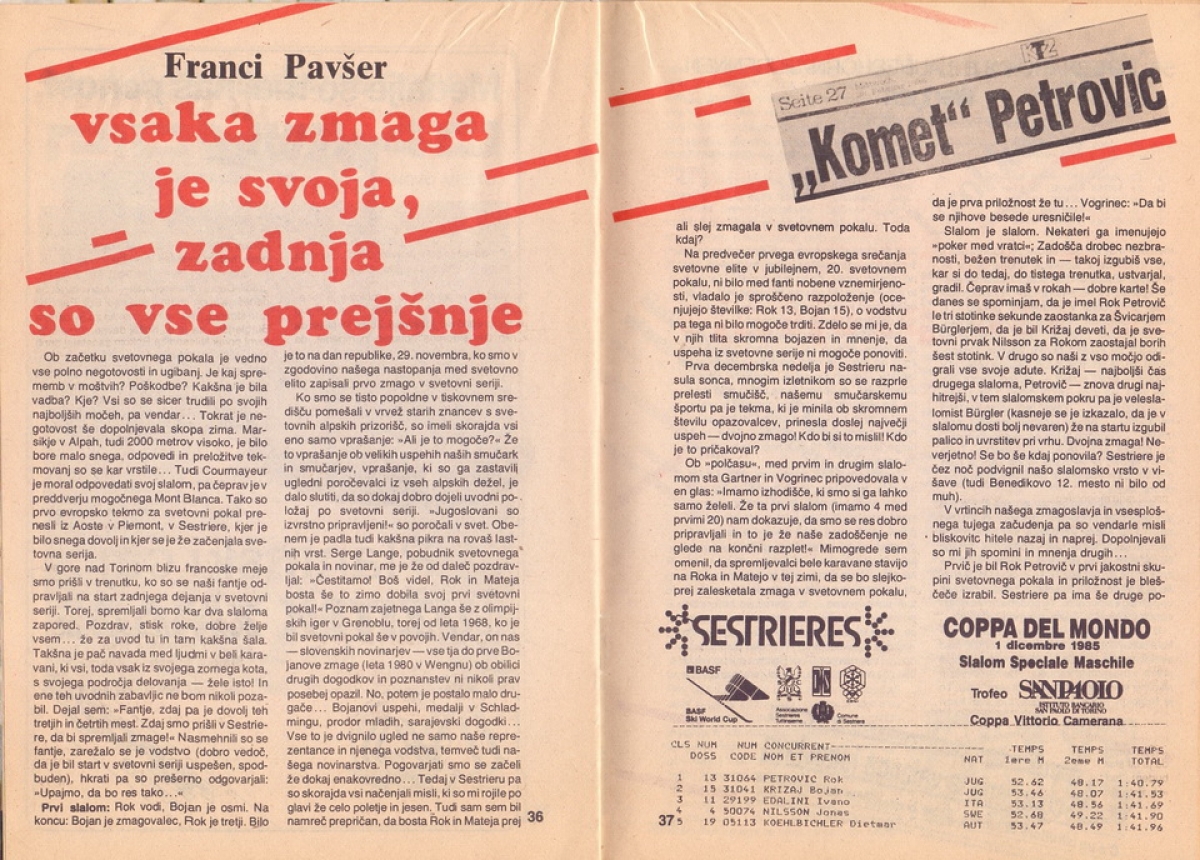 Franci Pavšer
vsaka zmaga
je svoja,
zadnja
so vse prejšnje
Ob začetku svetovnega pokala je vedno
vse polno negotovosti in ugibanj. Je kaj spre-
memb v moštvih? Poškodbe? Kakšna je bila
vadba? Kje? Vsi so se sicer trudili po svojih
najboljših močeh, pa vendar... Tokrat je ne-
gotovost še dopolnjevala skopa zima. Mar-
sikje v Alpah, tudi 2000 metrov visoko, je bilo
bore malo snega, odpovedi in preložitve tek-
movanj so se kar vrstile... Tudi Courmayeur
je moral odpovedati svoj slalom, pa čeprav je v
preddverju mogočnega Mont Blanca. Tako so
prvo evropsko tekmo za svetovni pokal pre-
nesli iz Aoste v Piemont, v Sestriere, kjer je
bilo snega dovolj in kjer se je že začenjala sve-
tovna serija.
V gore nad Torinom blizu francoske meje
smo prišli v trenutku, ko so se naši fantje od-
pravljali na start zadnjega dejanja v svetovni
seriji. Torej, spremljali bomo kar dva slaloma
zapored. Pozdrav, stisk roke, dobre želje
vsem... že za uvod tu in tam kakšna šala.
Takšna je pač navada med ljudmi v beli kara-
vani, ki vsi, toda vsak iz svojega zornega kota,
s svojega področja delovanja — žele isto! In
ene teh uvodnih zabavljic ne bom nikoli poza-
bil. Dejal sem: »Fantje, zdaj pa je dovolj teh
tretjih in četrtih mest. Zdaj smo prišli v Sestrie-
re, da bi spremljali zmage!« Nasmehnili so se
fantje, zarežalo se je vodstvo (dobro vedoč,
da je bil start v svetovni seriji uspešen, spod-
buden), hkrati pa so prešerno odgovarjali:
»Upajmo, da bo res tako...«
Prvi slalom: Rok vodi, Bojan je osmi. Na
koncu: Bojan je zmagovalec, Rok je tretji. Bilo
je to na dan republike, 29. novembra, ko smo v
zgodovino našega nastopanja med svetovno
elito zapisali prvo zmago v svetovni seriji.
Ko smo se tisto popoldne v tiskovnem sre-
dišču pomešali v vrvež starih znancev s sve-
tovnih alpskih prizorišč, so imeli skorajda vsi
eno samo vprašanje: »Ali je to mogoče?« Že
to vprašanje ob velikih uspehih naših smučark
in smučarjev, vprašanje, ki so ga zastavili
ugledni poročevalci iz vseh alpskih dežel, je
dalo slutiti, da so dokaj dobro dojeli uvodni po-
ložaj po svetovni seriji. »Jugoslovani so
izvrstno pripravljeni!« so poročali v svet. Obe-
nem je padla tudi kakšna pikra na rovaš last-
nih vrst. Serge Lange, pobudnik svetovnega
pokala in novinar, me je že od daleč pozdrav-
ljal: »Čestitamo! Boš videl, Rok in Mateja
bosta še to zimo dobila svoj prvi svetovni
pokal!« Poznam zajetnega Langa še z olimpij-
skih iger v Grenoblu, torej od leta 1968, ko je
bil svetovni pokal še v povojih. Vendar, on nas
— slovenskih novinarjev — vse tja do prve Bo-
janove zmage (leta 1980 v Wengnu) ob obilici
drugih dogodkov in poznanstev ni nikoli prav
posebej opazil. No, potem je postalo malo dru-
gače... Bojanovi uspehi, medalji v Schlad-
mingu, prodor mladih, sarajevski dogodki...
Vse to je dvignilo ugled ne samo naše repre-
zentance in njenega vodstva, temveč tudi na-
šega novinarstva. Pogovarjati smo se začeli
že dokaj enakovredno... Tedaj v Sestrieru pa
so skorajda vsi načenjali misli, ki so mi rojile po
glavi že celo poletje in jesen. Tudi sam sem bil
namreč prepričan, da bosta Rok in Mateja prej
36
Seite 27
KTZ
„Komet“ Petrovic
ali slej zmagala v svetovnem pokalu. Toda
kdaj?
Na predvečer prvega evropskega srečanja
svetovne elite v jubilejnem, 20. svetovnem
pokalu, ni bilo med fanti nobene vznemirjeno-
sti, vladalo je sproščeno razpoloženje (oce-
njujejo številke: Rok 13, Bojan 15), o vodstvu
pa tega ni bilo mogoče trditi. Zdelo se mi je, da
v njih tlita skromna bojazen in mnenje, da
uspeha iz svetovne serije ni mogoče ponoviti.
Prva decembrska nedelja je Sestrieru na-
sula sonca, mnogim izletnikom so se razprle
prelesti smučišč, našemu smučarskemu
športu pa je tekma, ki je minila ob skromnem
številu opazovalcev, prinesla doslej največji
uspeh — dvojno zmago! Kdo bi si to mislil! Kdo
je to pričakoval?
Ob »polčasu«, med prvim in drugim slalo-
mom sta Gartner in Vogrinec pripovedovala v
en glas: »Imamo izhodišče, ki smo si ga lahko
samo želeli. Že ta prvi slalom (imamo 4 med
prvimi 20) nam dokazuje, da smo se res dobro
pripravljali in to je že naše zadoščenje ne
glede na končni razplet!« Mimogrede sem
omenil, da spremljevalci bele karavane stavijo
na Roka in Matejo v tej zimi, da se bo slejko-
prej zalesketala zmaga v svetovnem pokalu,
da je prva priložnost že tu... Vogrinec: »Da bi
se njihove besede uresničile!«
Slalom je slalom. Nekateri ga imenujejo
»poker med vratci«; Zadošča drobec nezbra-
nosti, bežen trenutek in — takoj izgubiš vse,
kar si do tedaj, do tistega trenutka, ustvarjal,
gradil. Čeprav imaš v rokah — dobre karte! Še
danes se spominjam, da je imel Rok Petrovič
le tri stotinke sekunde zaostanka za Švicarjem
Bürglerjem, da je bil Križaj deveti, da je sve-
tovni prvak Nilsson za Rokom zaostajal borih
šest stotink. V drugo so naši z vso močjo odi-
grali vse svoje adute. Križaj — najboljši čas
drugega slaloma, Petrovič — znova drugi naj-
hitrejši, v tem slalomskem pokru pa je velesla-
lomist Bürgler (kasneje se je izkazalo, da je v
slalomu dosti bolj nevaren) že na startu izgubil
palico in uvrstitev pri vrhu. Dvojna zmaga! Ne-
verjetno! Se bo še kdaj ponovila? Sestriere je
čez noč podvignil našo slalomsko vrsto v vi-
šave (tudi Benedikovo 12. mesto ni bilo od
muh).
V vrtincih našega zmagoslavja in vsesploš-
nega tujega začudenja pa so vendarle misli
bliskovitc hitele nazaj in naprej. Dopolnjevali
so mi jih spomini in mnenja drugih...
Prvič je bil Rok Petrovič v prvi jakostni sku-
pini svetovnega pokala in priložnost je bleš-
čeče izrabil. Sestriere pa ima še druge po-
SESTRIERES
BASF
BASF
Ski World Cup
Associazione
Sestrieres
Comune
di Sestriere
COPPA DEL MONDO
1 dicembre 1985
Slalom Speciale Maschile
Trofeo SANPAOLO
ISTITUTO BANCARIO
SAN PAOLO DI TORINO
Coppa Vittorio Camerana
CLS NUM NUM CONCURRENT TEMPS TEMPS TEMPS
DOSS CODE NOM ET PRENOM NAT 1ere M 2eme M TOTAL
1 13 31064 PETROVIC Rok JUG 52.62 48.17 1:40.79
2 15 31041 KRIZAJ Bojan JUG 53.46 48.07 1:41.53
3 11 29199 EDALINI Ivano ITA 53.13 48.56 1:41.69
4 4 50074 NILSSON Jonas SWE 52.68 49.22 1:41.90
5 19 05113 KOEHLBICHLER Dietmar AUT 53.47 48.49 1:41.96
37